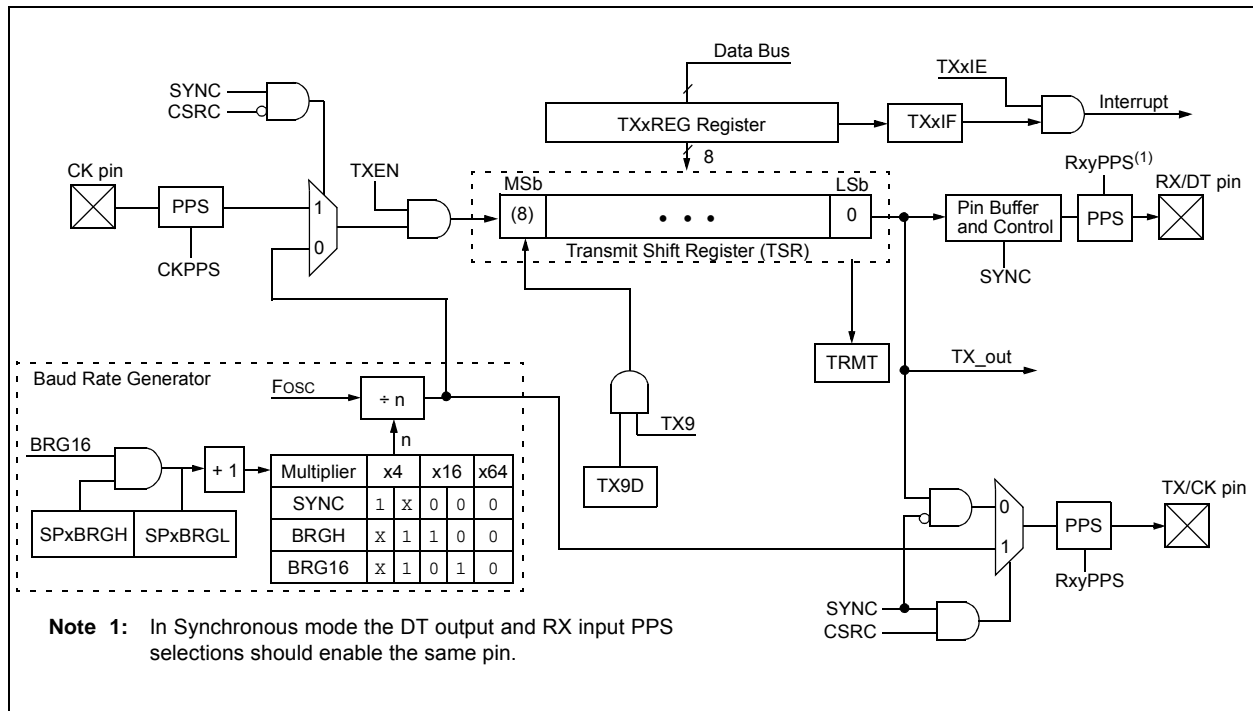 Data Bus
TXxIE
SYNC
CSRC
Interrupt
TXxREG Register
TXxIF
8
CK pin
TXEN
MSb
LSb
RxyPPS(1)
RX/DT pin
PPS
1
(8)
• • •
0
Pin Buffer
and Control
PPS
0
CKPPS
Transmit Shift Register (TSR)
SYNC
TRMT
TX_out
Baud Rate Generator
FOSC
÷ n
n
TX9
BRG16
+ 1
TX9D
Multiplier x4 x16 x64
SYNC 1 X 0 0 0
BRGH X 1 1 0 0
BRG16 X 1 0 1 0
SPxBRGH SPxBRGL
TX/CK pin
0
PPS
1
RxyPPS
SYNC
CSRC
Note 1: In Synchronous mode the DT output and RX input PPS
selections should enable the same pin.